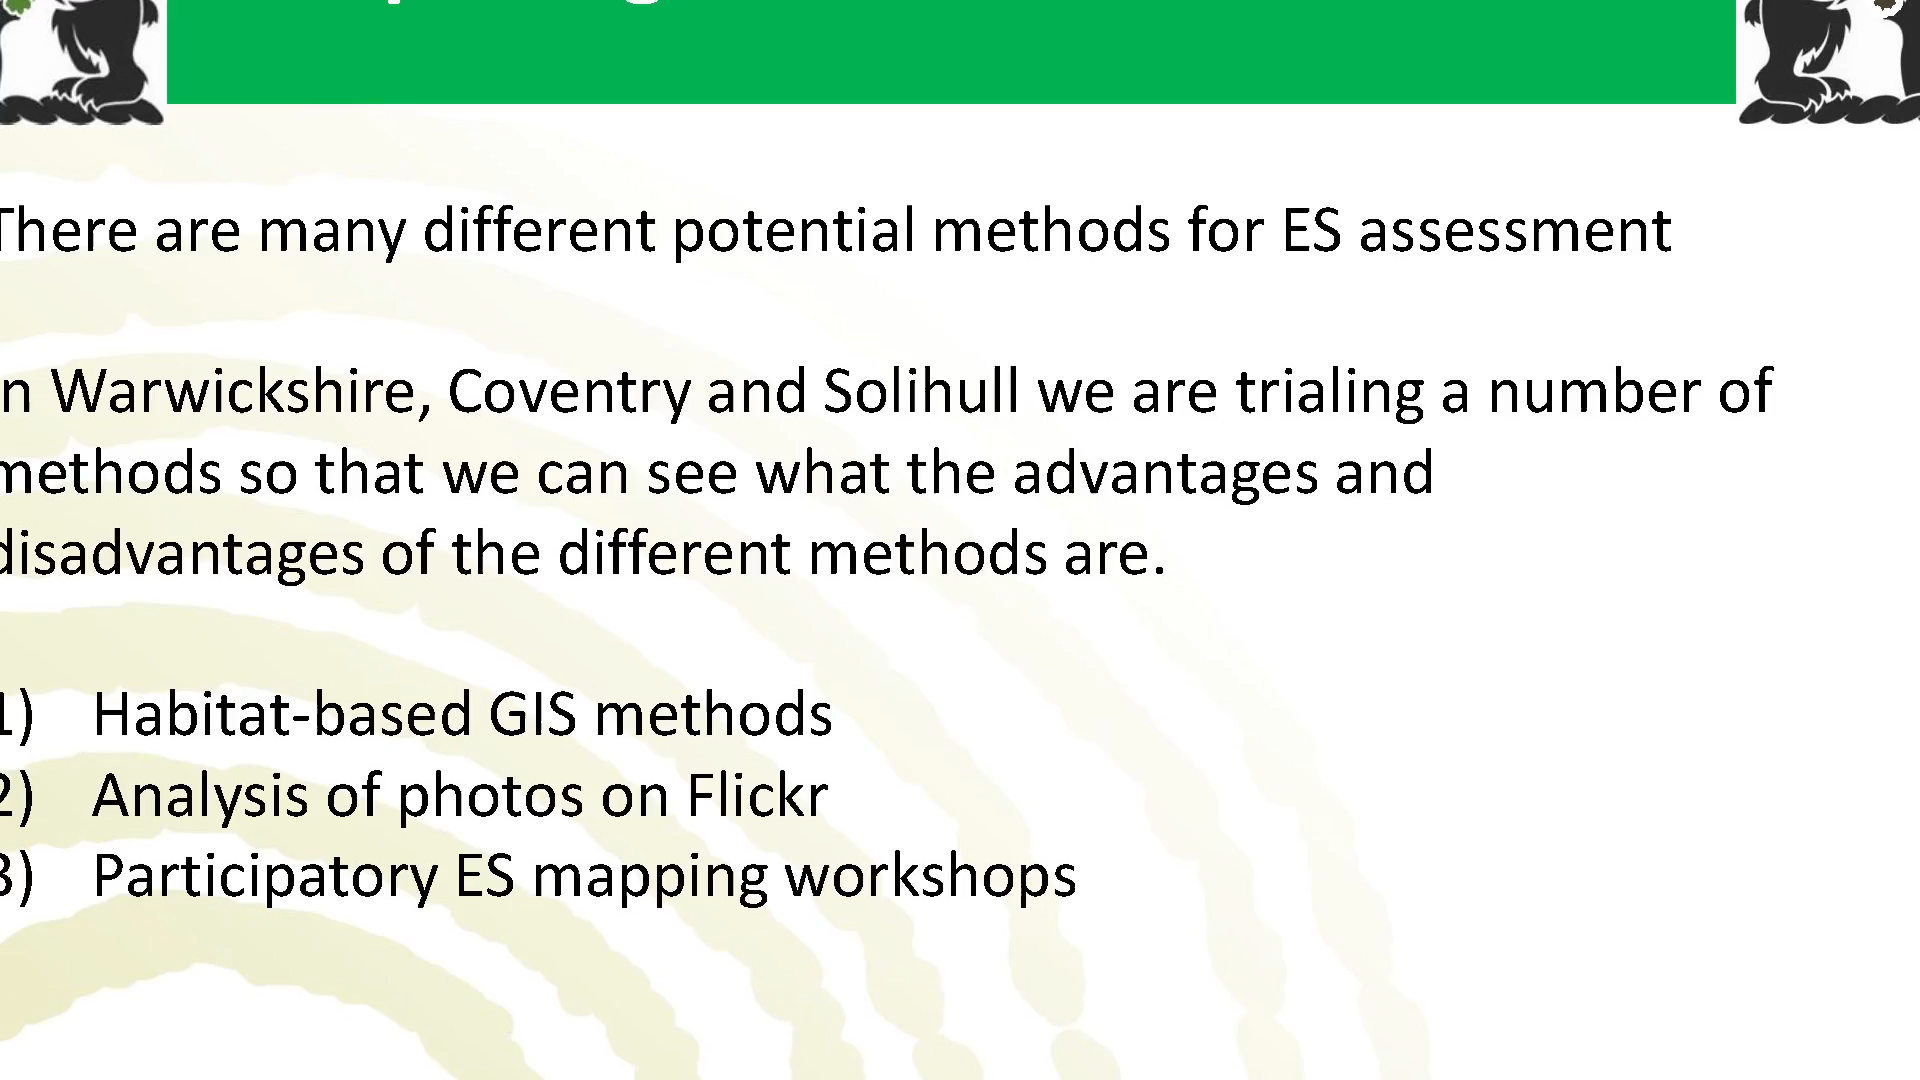 There are many different potential methods for ES assessment
In Warwickshire, Coventry and Solihull we are trialing a number of
methods so that we can see what the advantages and
disadvantages of the different methods are.
1) Habitat-based GIS methods
2) Analysis of photos on Flickr
3) Participatory ES mapping workshops